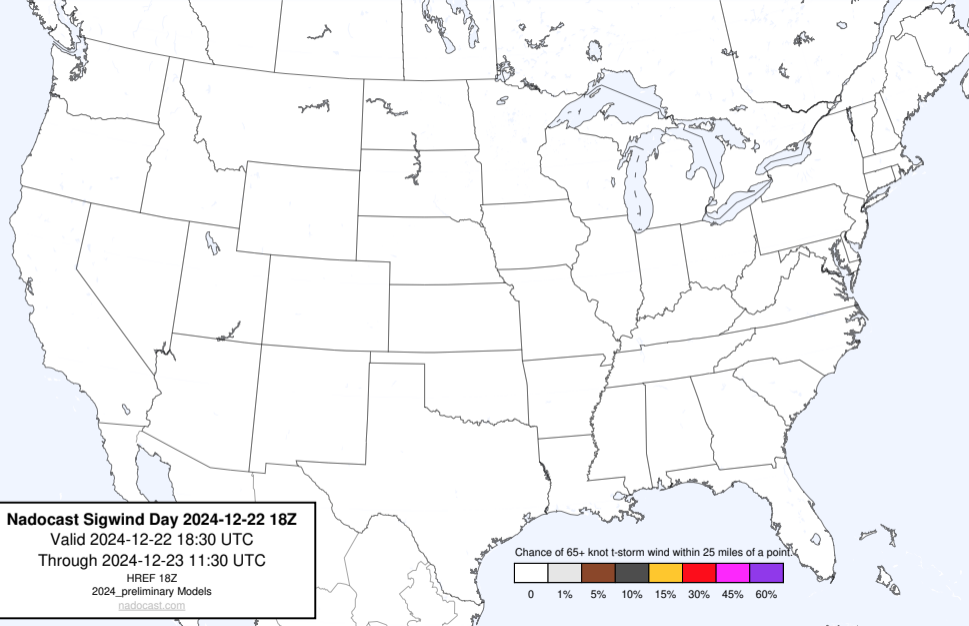 Nadocast Sigwind Day 2024-12-22 18Z
Valid 2024-12-22 18:30 UTC
Through 2024-12-23 11:30 UTC
HREF 18Z
2024_preliminary Models
nadocast.com
Chance of 65+ knot t-storm wind within 25 miles of a point.
0 1% 5% 10% 15% 30% 45% 60%